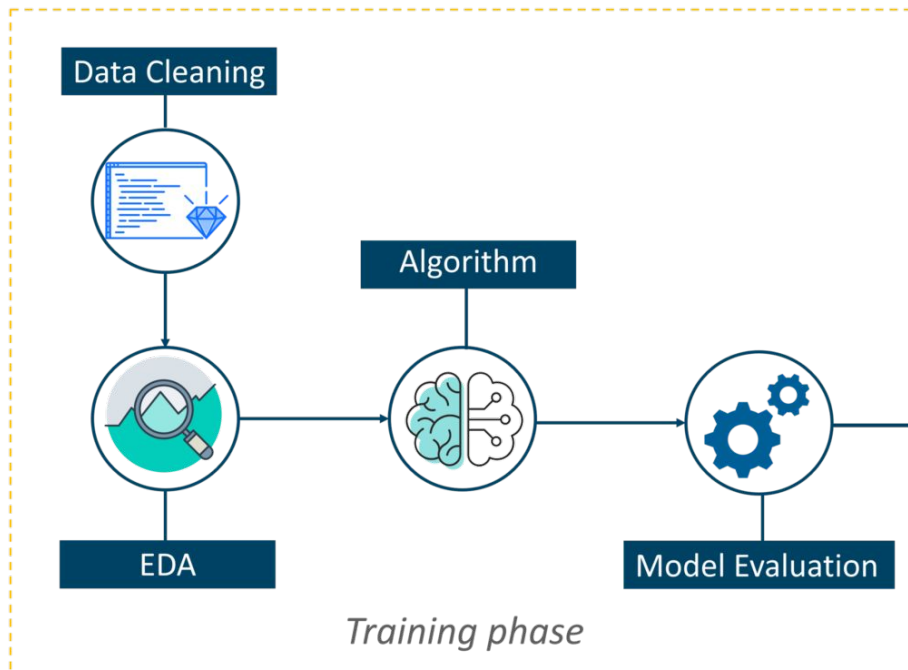 Data Cleaning
Algorithm
EDA
Model Evaluation
Training phase